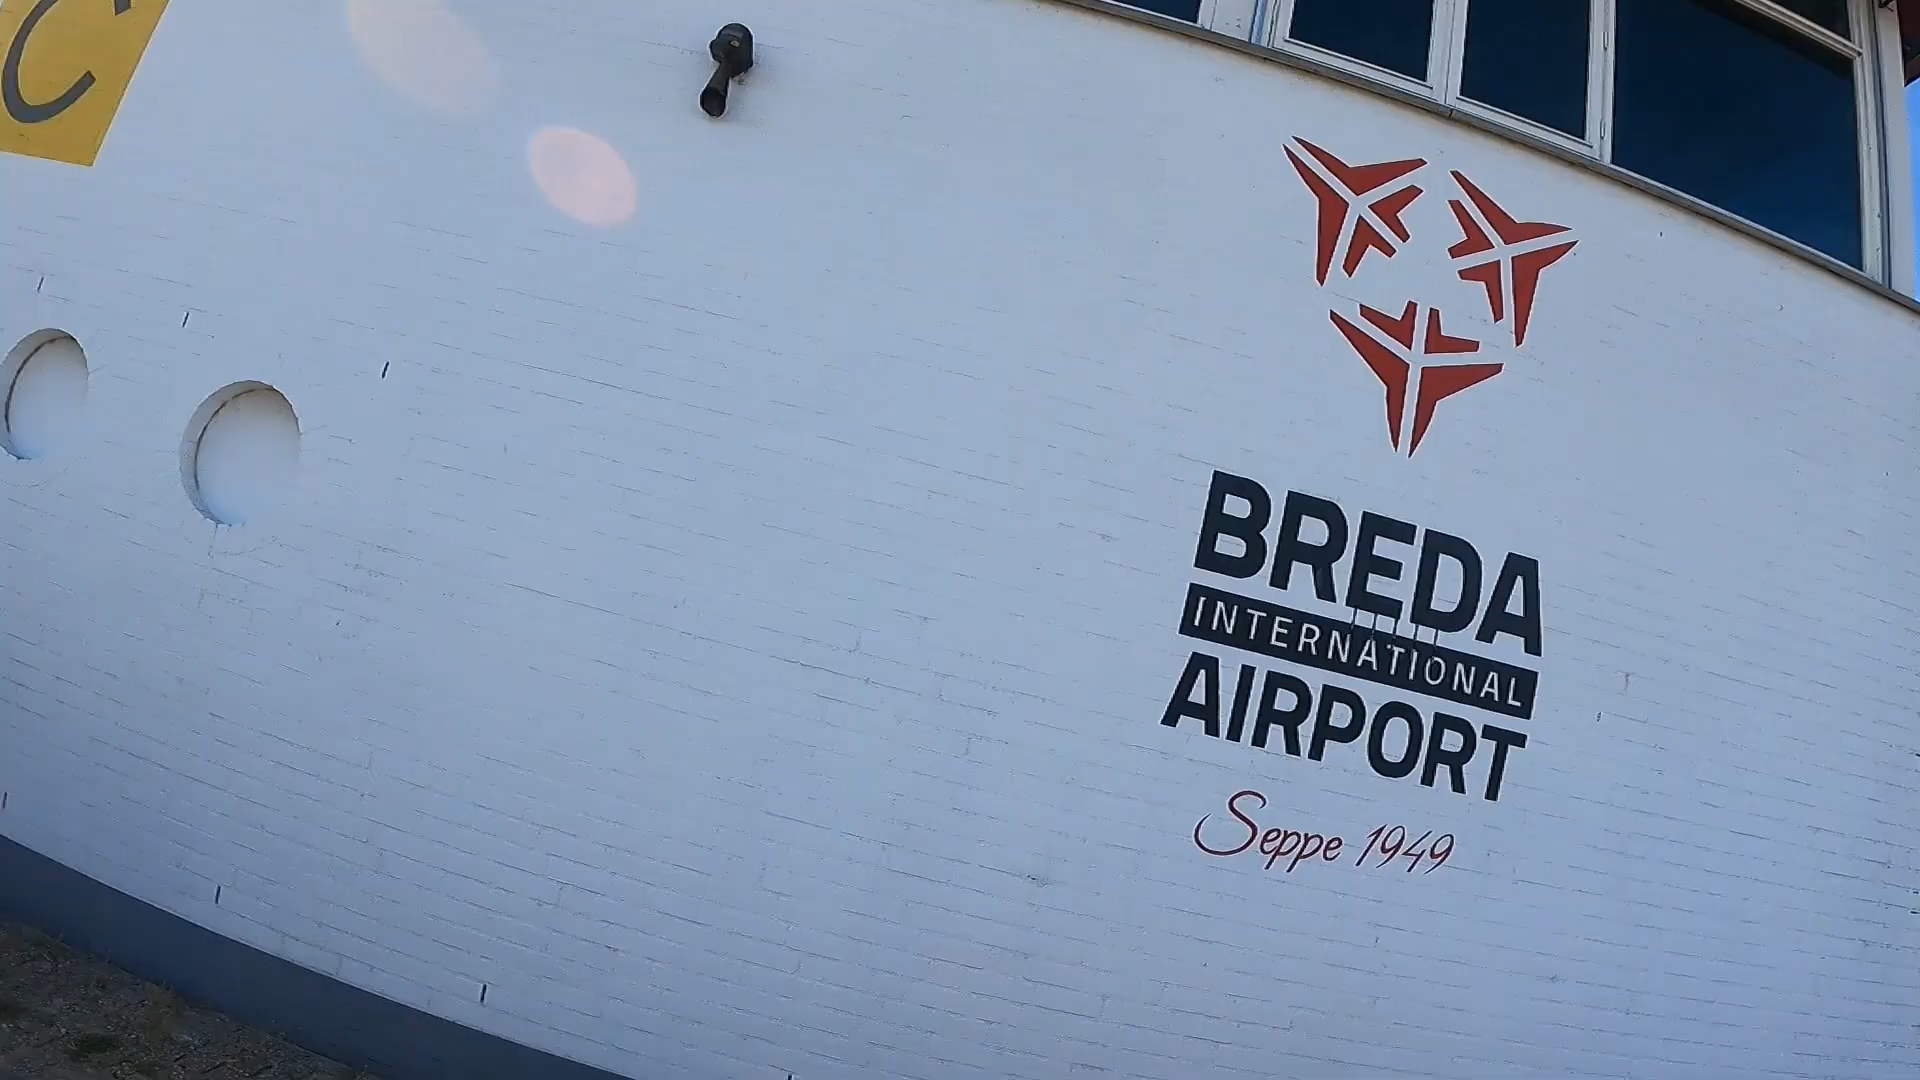 C
BREDA
INTERNATIONAL
AIRPORT
Seppe 1949